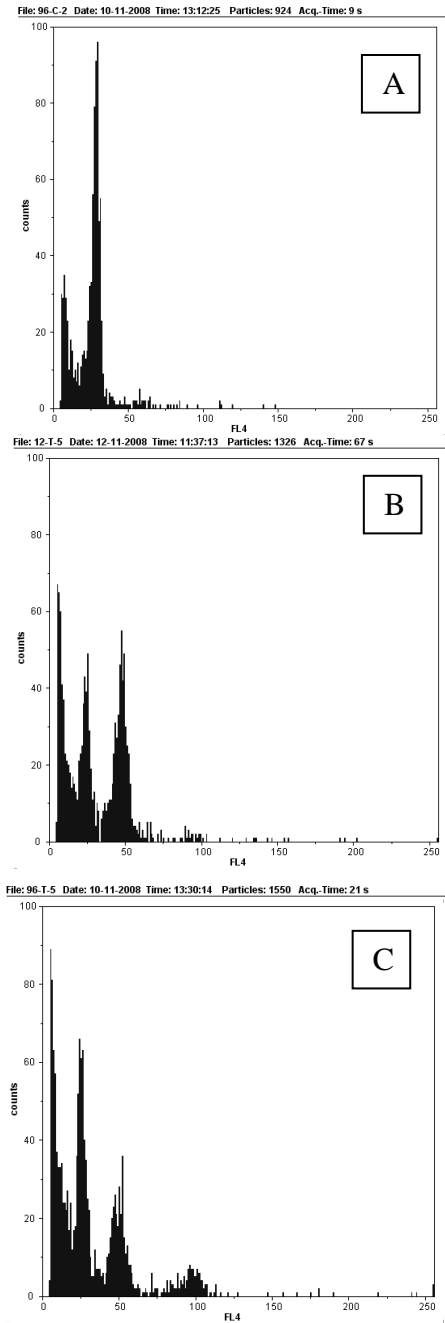 File: 96-C-2 Date: 10-11-2008 Time: 13:12:25 Particles: 924 Acq.-Time: 9 s
100
80
60
40
20
0
counts
A
0 50 100 150 200 250
FL4
File: 12-T-5 Date: 12-11-2008 Time: 11:37:13 Particles: 1326 Acq.-Time: 67 s
100
80
60
40
20
0
counts
B
0 50 100 150 200 250
FL4
File: 96-T-5 Date: 10-11-2008 Time: 13:30:14 Particles: 1550 Acq.-Time: 21 s
100
80
60
40
20
0
counts
C
0 50 100 150 200 250
FL4